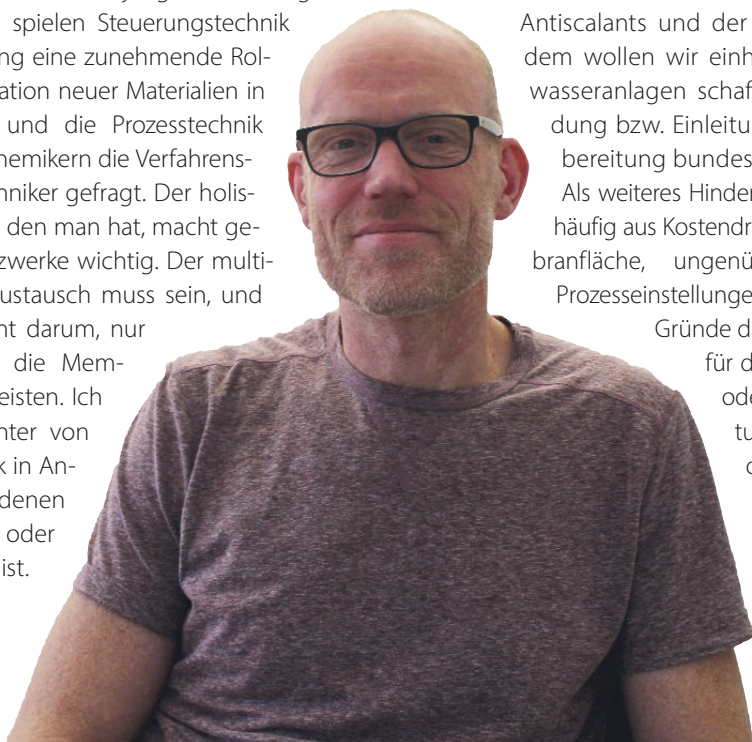 spielen Steuerungstechnik
ng eine zunehmende Rol-
ation neuer Materialien in
und die Prozesstechnik
hemikern die Verfahrens-
hniker gefragt. Der holis-
den man hat, macht ge-
zwerke wichtig. Der multi-
ustausch muss sein, und
nt darum, nur
die Mem-
eisten. Ich
nter von
k in An-
denen
oder
ist.
Antiscalants und der
dem wollen wir einh
wasseranlagen schaf
dung bzw. Einleitu
bereitung bundes
Als weiteres Hinder
häufig aus Kostendr
branfläche, ungenü
Prozesseinstellunge
Gründe d
für d
ode
tu